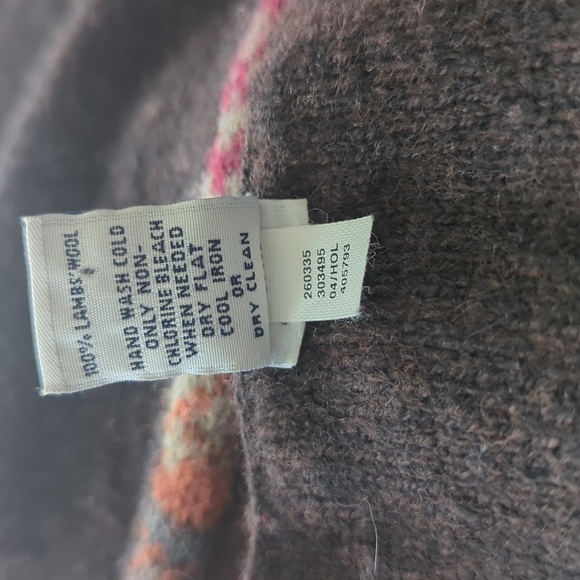 100% LAMBS'WOOL
HAND WASH COLD
ONLY NON-
CHLORINE BLEACH
WHEN NEEDED
DRY FLAT
COOL IRON
OR
DRY CLEAN
260335
303495
04/HOL
405793